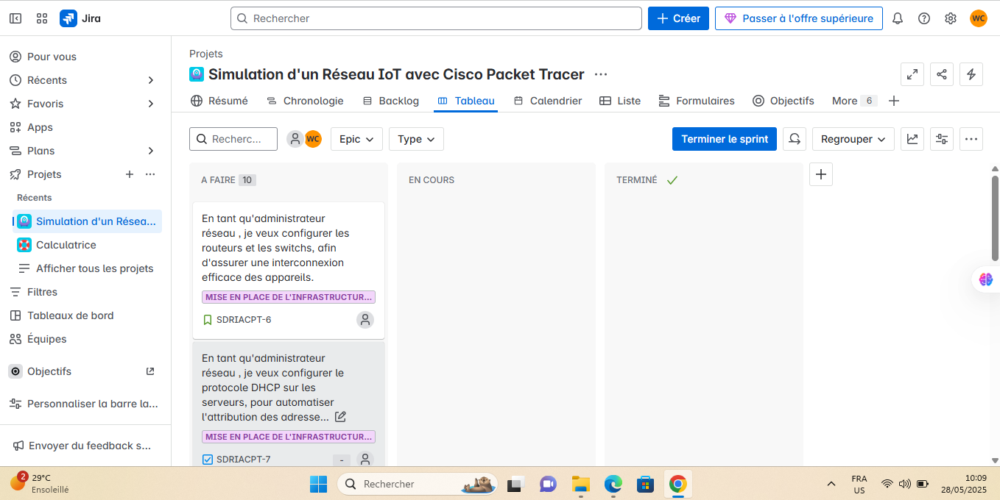 Jira
Rechercher
Créer
Passer à l'offre supérieure
WC
Pour vous
Récents
Favoris
Apps
Plans
Projets
Récents
Simulation d'un Résea...
Calculatrice
Afficher tous les projets
Filtres
Tableaux de bord
Équipes
Objectifs
Personnaliser la barre la...
Envoyer du feedback s...
Projets
Simulation d'un Réseau IoT avec Cisco Packet Tracer
Résumé
Chronologie
Backlog
Tableau
Calendrier
Liste
Formulaires
Objectifs
More 6
Recherc...
WC
Epic
Type
Terminer le sprint
Regrouper
A FAIRE 10
En tant qu'administrateur
réseau , je veux configurer les
routeurs et les switchs, afin
d'assurer une interconnexion
efficace des appareils.
MISE EN PLACE DE L'INFRASTRUCTUR...
SDRIACPT-6
En tant qu'administrateur
réseau , je veux configurer le
protocole DHCP sur les
serveurs, pour automatiser
l'attribution des adresse...
MISE EN PLACE DE L'INFRASTRUCTUR...
SDRIACPT-7
-
EN COURS
TERMINÉ
2
29°C
Ensoleillé
Rechercher
FRA
US
10:09
28/05/2025